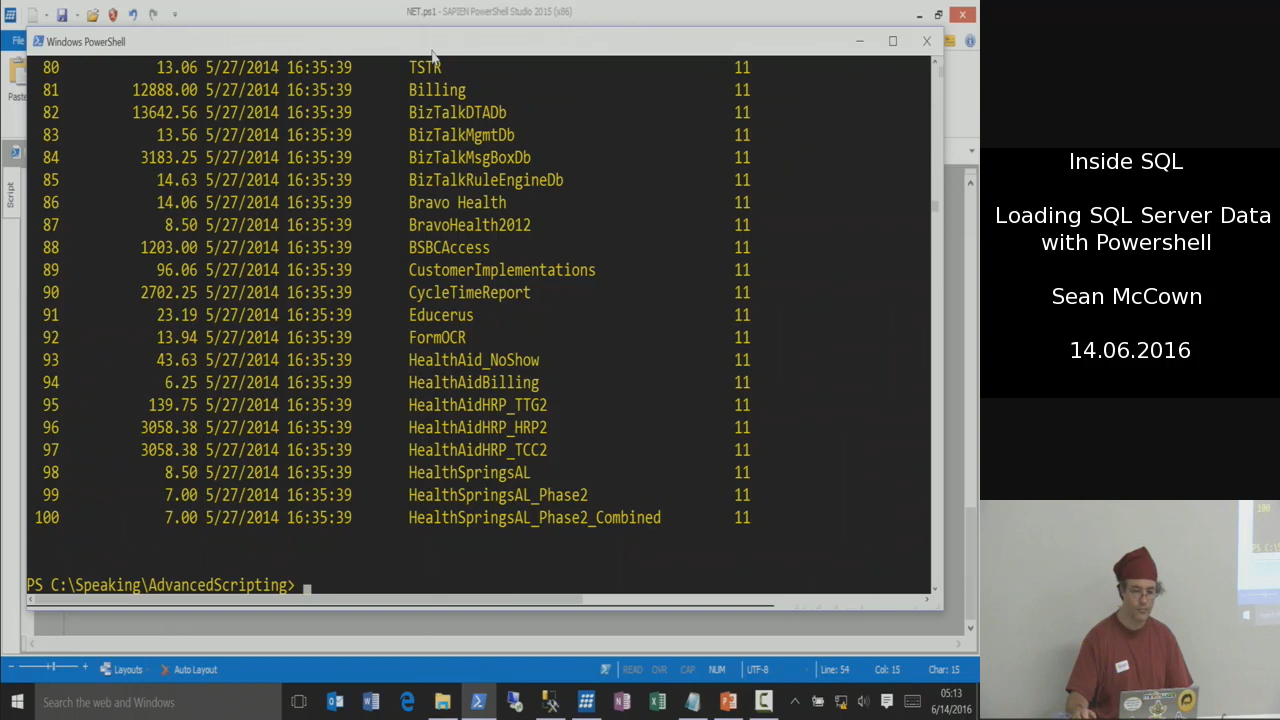 NET.ps1 - SAPIEN PowerShell Studio 2015 (x86)
File
Windows PowerShell
Paste
Script
80 13.06 5/27/2014 16:35:39 TSTR 11
81 12888.00 5/27/2014 16:35:39 Billing 11
82 13642.56 5/27/2014 16:35:39 BizTalkDTADb 11
83 13.56 5/27/2014 16:35:39 BizTalkMgmtDb 11
84 3183.25 5/27/2014 16:35:39 BizTalkMsgBoxDb 11
85 14.63 5/27/2014 16:35:39 BizTalkRuleEngineDb 11
86 14.06 5/27/2014 16:35:39 Bravo Health 11
87 8.50 5/27/2014 16:35:39 BravoHealth2012 11
88 1203.00 5/27/2014 16:35:39 BSBCAccess 11
89 96.06 5/27/2014 16:35:39 CustomerImplementations 11
90 2702.25 5/27/2014 16:35:39 CycleTimeReport 11
91 23.19 5/27/2014 16:35:39 Educerus 11
92 13.94 5/27/2014 16:35:39 FormOCR 11
93 43.63 5/27/2014 16:35:39 HealthAid_NoShow 11
94 6.25 5/27/2014 16:35:39 HealthAidBilling 11
95 139.75 5/27/2014 16:35:39 HealthAidHRP_TTG2 11
96 3058.38 5/27/2014 16:35:39 HealthAidHRP_HRP2 11
97 3058.38 5/27/2014 16:35:39 HealthAidHRP_TCC2 11
98 8.50 5/27/2014 16:35:39 HealthSpringsAL 11
99 7.00 5/27/2014 16:35:39 HealthSpringsAL_Phase2 11
100 7.00 5/27/2014 16:35:39 HealthSpringsAL_Phase2_Combined 11
PS C:\Speaking\AdvancedScripting>
Layouts Auto Layout READ OVR CAP NUM UTF-8 Line: 54 Col: 15 Char: 15
Search the web and Windows
05:13
6/14/2016
Inside SQL
Loading SQL Server Data
with Powershell
Sean McCown
14.06.2016
100